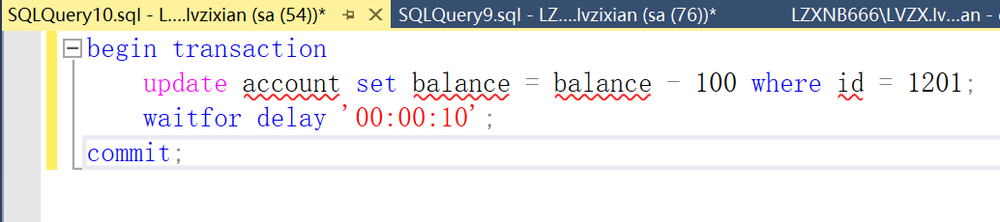 SQLQuery10.sql - L....lvzixian (sa (54))* SQLQuery9.sql - LZ....lvzixian (sa (76))* LZXNB666\LVZX.lv...an -
begin transaction
update account set balance = balance - 100 where id = 1201;
waitfor delay '00:00:10';
commit;